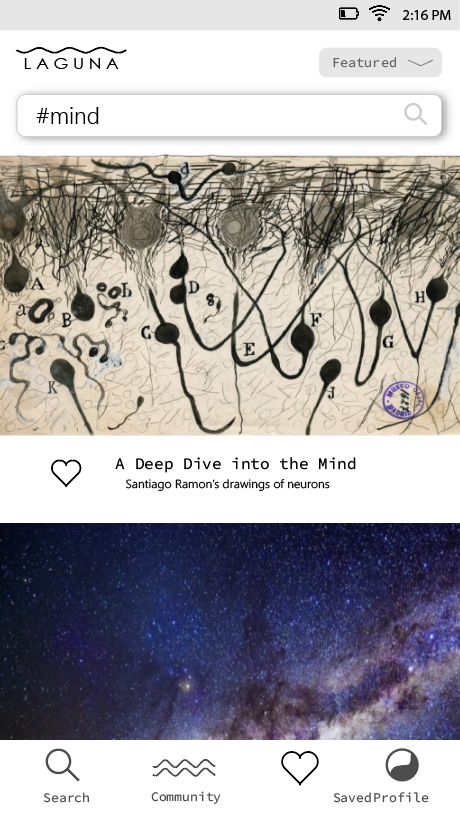 2:16 PM
LAGUNA
Featured
#mind
d
A
a
B
b
C
D
E
F
G
H
J
K
A Deep Dive into the Mind
Santiago Ramon's drawings of neurons
Search
Community
Saved
Profile